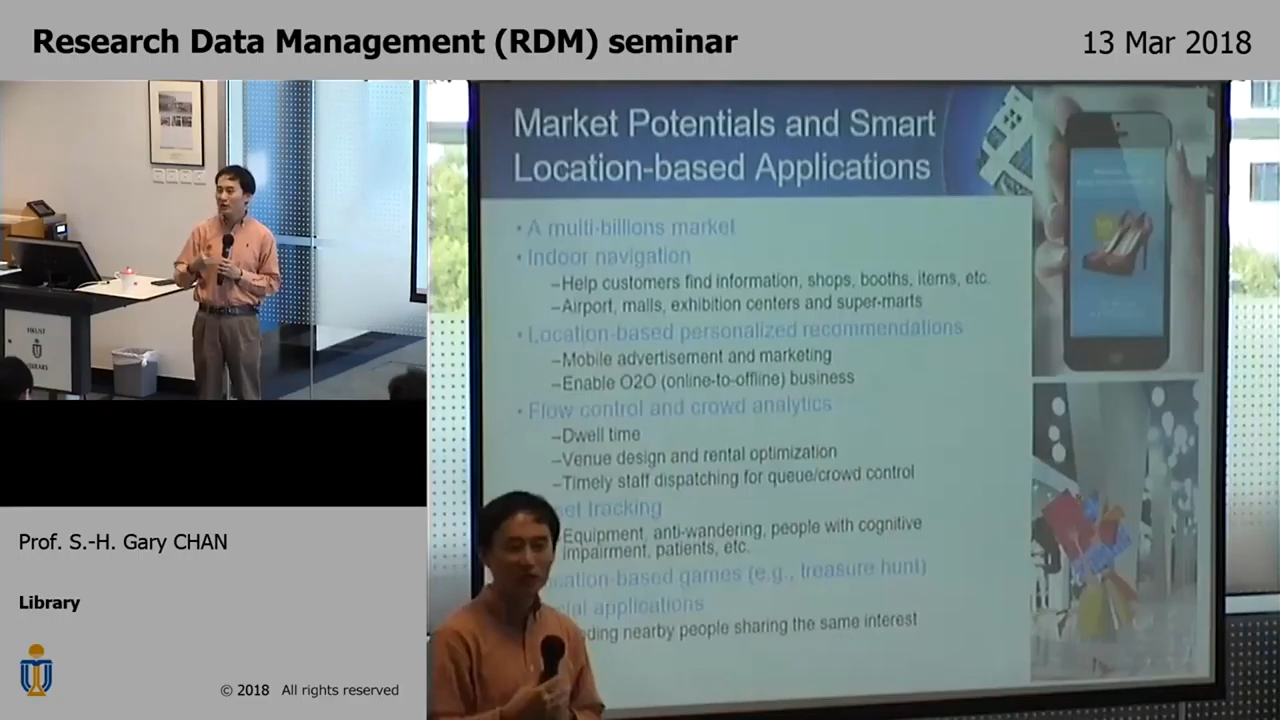 Research Data Management (RDM) seminar
13 Mar 2018
Market Potentials and Smart
Location-based Applications
• A multi-billions market
• Indoor navigation
–Help customers find information, shops, booths, items, etc.
–Airport, malls, exhibition centers and super-marts
• Location-based personalized recommendations
–Mobile advertisement and marketing
–Enable O2O (online-to-offline) business
• Flow control and crowd analytics
–Dwell time
–Venue design and rental optimization
–Timely staff dispatching for queue/crowd control
tracking
Equipment, anti-wandering, people with cognitive
impairment, patients, etc.
-based games (e.g., treasure hunt)
applications
nearby people sharing the same interest
HKUST
LIBRARY
Prof. S.-H. Gary CHAN
Library
© 2018 All rights reserved